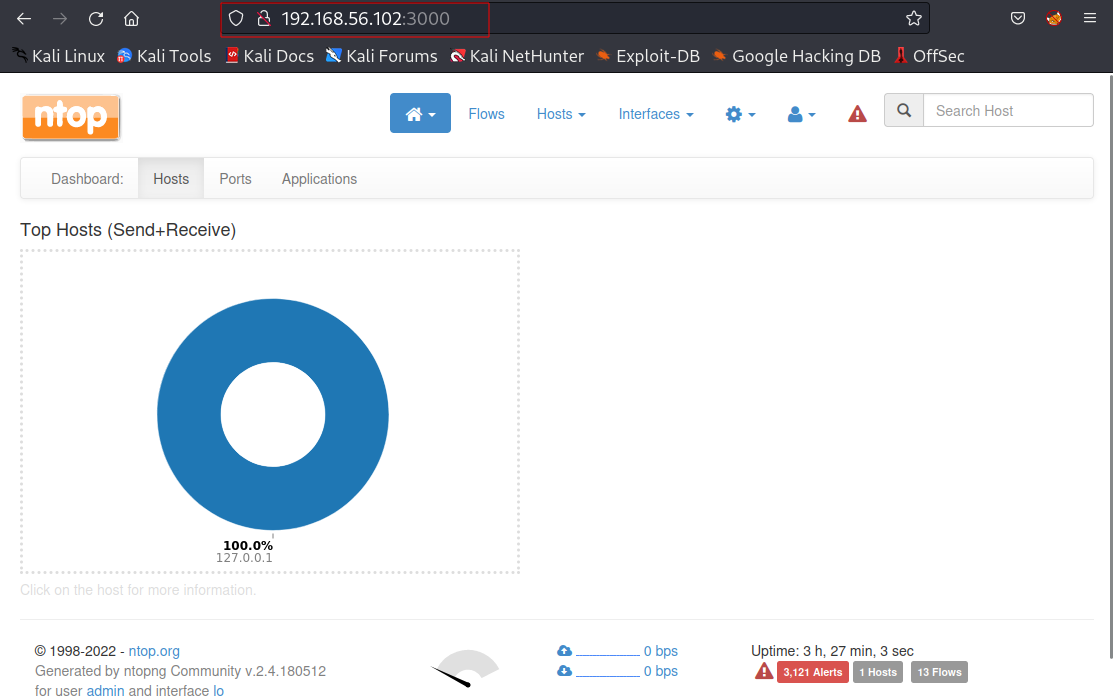 192.168.56.102:3000
Kali Linux Kali Tools Kali Docs Kali Forums Kali NetHunter Exploit-DB Google Hacking DB OffSec
ntop
Flows Hosts Interfaces Search Host
Dashboard: Hosts Ports Applications
Top Hosts (Send+Receive)
100.0%
127.0.0.1
Click on the host for more information.
© 1998-2022 - ntop.org
Generated by ntopng Community v.2.4.180512
for user admin and interface lo
0 bps
0 bps
Uptime: 3 h, 27 min, 3 sec
3,121 Alerts 1 Hosts 13 Flows